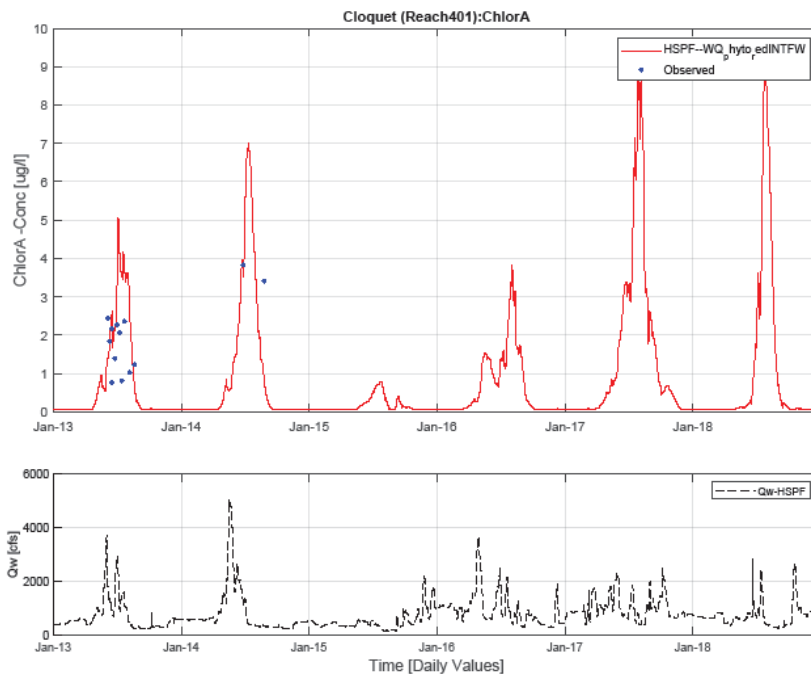 Cloquet (Reach401):ChlorA
HSPF--WQphytoredINTFW
Observed
ChlorA -Conc [ug/l]
10
9
8
7
6
5
4
3
2
1
0
Jan-13 Jan-14 Jan-15 Jan-16 Jan-17 Jan-18
Qw-HSPF
Qw [cfs]
6000
4000
2000
0
Jan-13 Jan-14 Jan-15 Jan-16 Jan-17 Jan-18
Time [Daily Values]